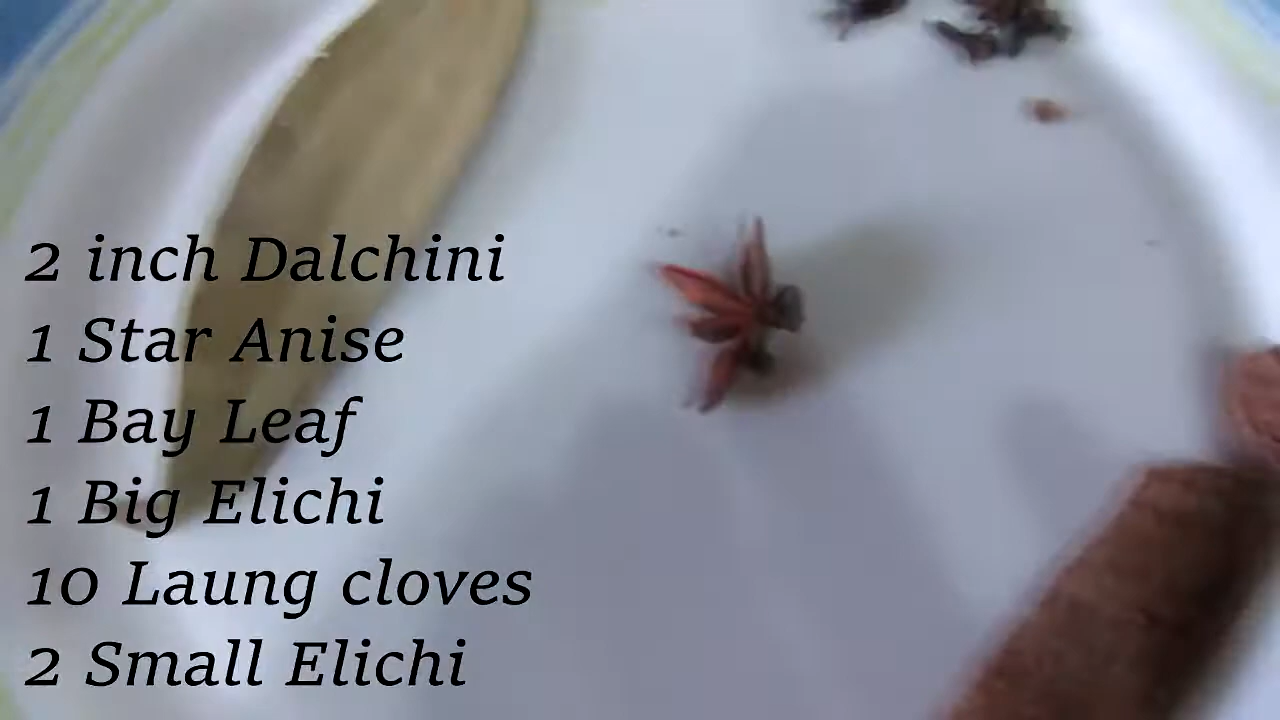 2 inch Dalchini
1 Star Anise
1 Bay Leaf
1 Big Elichi
10 Laung cloves
2 Small Elichi